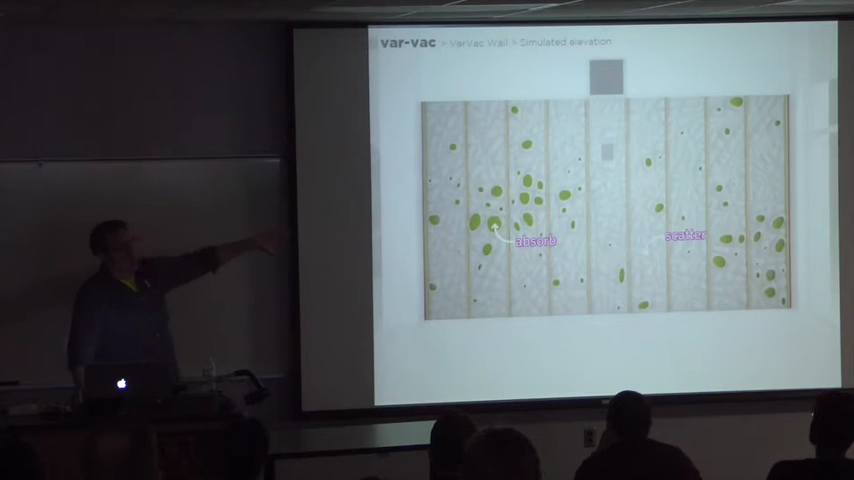 var-vac > VarVac Wall > Simulated elevation
absorb
scatter